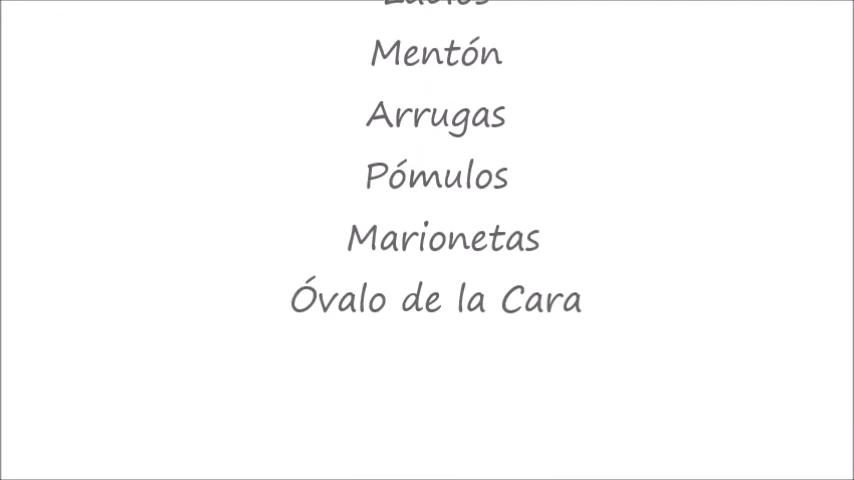 Mentón
Arrugas
Pómulos
Marionetas
Óvalo de la Cara